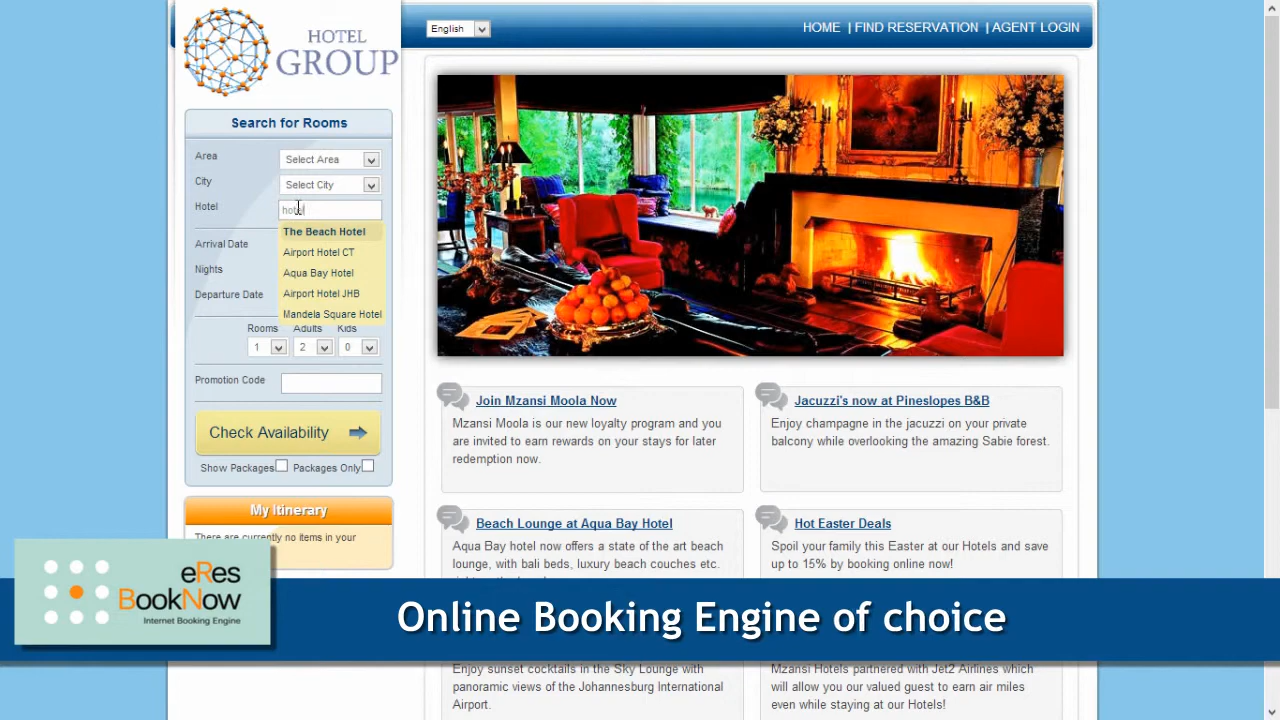 HOTEL
GROUP
English
HOME | FIND RESERVATION | AGENT LOGIN
Search for Rooms
Area
Select Area
City
Select City
Hotel
hotel
The Beach Hotel
Airport Hotel CT
Aqua Bay Hotel
Airport Hotel JHB
Mandela Square Hotel
Arrival Date
Nights
Departure Date
Rooms Adults Kids
1 2 0
Promotion Code
Check Availability
Show Packages Packages Only
My Itinerary
There are currently no items in your
Join Mzansi Moola Now
Mzansi Moola is our new loyalty program and you
are invited to earn rewards on your stays for later
redemption now.
Jacuzzi's now at Pineslopes B&B
Enjoy champagne in the jacuzzi on your private
balcony while overlooking the amazing Sabie forest.
Beach Lounge at Aqua Bay Hotel
Aqua Bay hotel now offers a state of the art beach
lounge, with bali beds, luxury beach couches etc.
Hot Easter Deals
Spoil your family this Easter at our Hotels and save
up to 15% by booking online now!
eRes
BookNow
Internet Booking Engine
Online Booking Engine of choice
Enjoy sunset cocktails in the Sky Lounge with
panoramic views of the Johannesburg International
Airport.
Mzansi Hotels partnered with Jet2 Airlines which
will allow you our valued guest to earn air miles
even while staying at our Hotels!